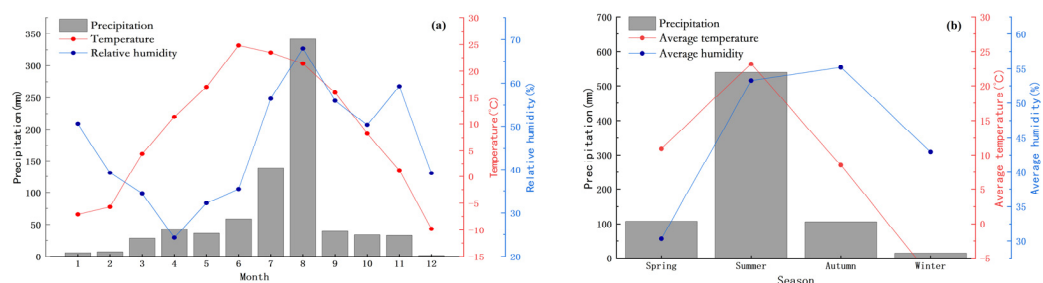 (a)
Precipitation
Temperature
Relative humidity
Precipitation(mm)
350
300
250
200
150
100
50
0
1 2 3 4 5 6 7 8 9 10 11 12
Month
30
25
20
15
10
5
0
-5
-10
-15
Temperature(℃)
70
60
50
40
30
20
Relative humidity(%)
(b)
Precipitation
Average temperature
Average humidity
Precipitation(mm)
700
600
500
400
300
200
100
0
Spring Summer Autumn Winter
Season
30
25
20
15
10
5
0
-5
Average temperature(℃)
60
55
50
45
40
35
30
Average humidity(%)